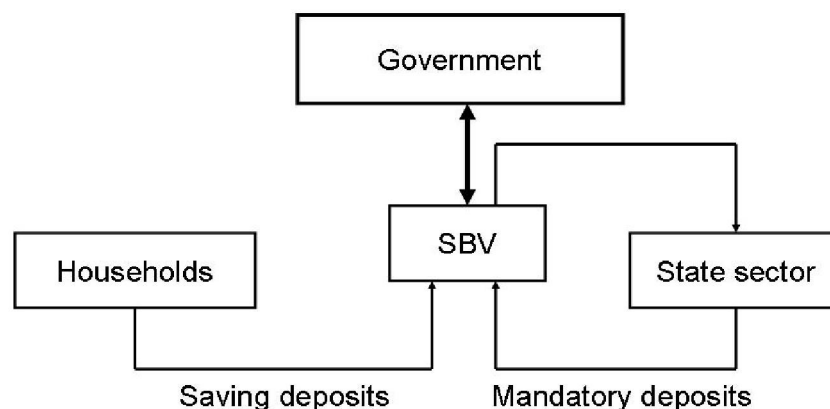 Government
SBV
Households
State sector
Saving deposits
Mandatory deposits